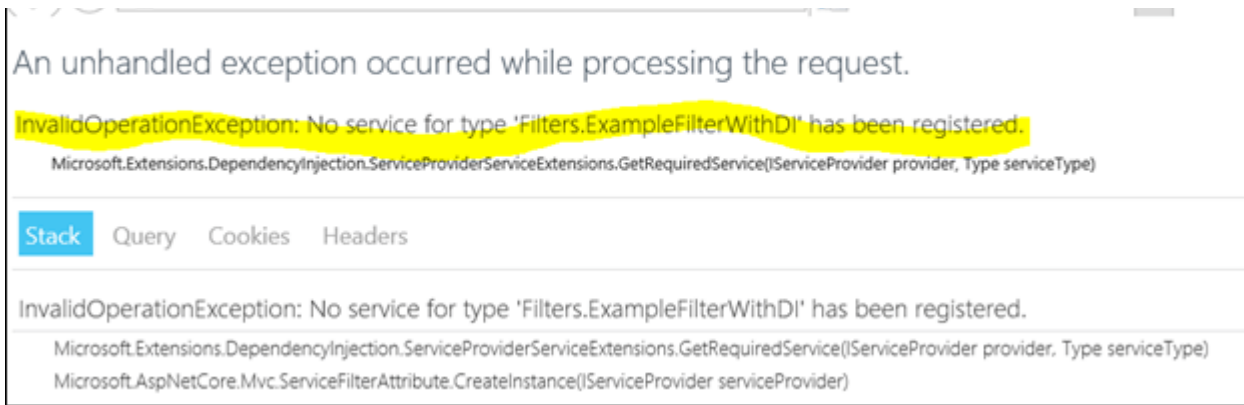 An unhandled exception occurred while processing the request.
InvalidOperationException: No service for type 'Filters.ExampleFilterWithDI' has been registered.
Microsoft.Extensions.DependencyInjection.ServiceProviderServiceExtensions.GetRequiredService(IServiceProvider provider, Type serviceType)
Stack Query Cookies Headers
InvalidOperationException: No service for type 'Filters.ExampleFilterWithDI' has been registered.
Microsoft.Extensions.DependencyInjection.ServiceProviderServiceExtensions.GetRequiredService(IServiceProvider provider, Type serviceType)
Microsoft.AspNetCore.Mvc.ServiceFilterAttribute.CreateInstance(IServiceProvider serviceProvider)